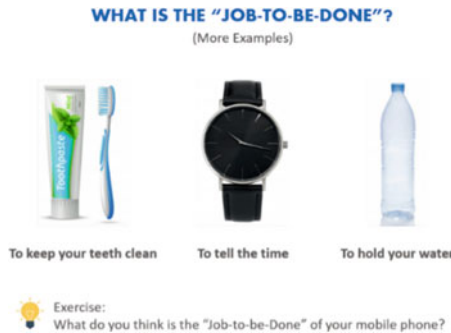 WHAT IS THE “JOB-TO-BE-DONE”?
(More Examples)
Toothpaste
To keep your teeth clean
To tell the time
To hold your water
Exercise:
What do you think is the “Job-to-be-Done” of your mobile phone?